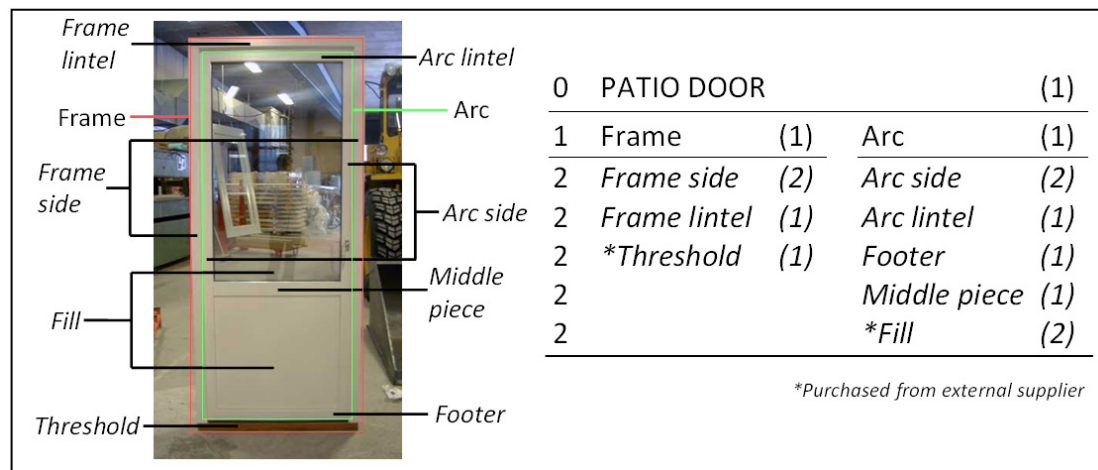 Frame
lintel
Arc lintel
Frame
Arc
Frame
side
Arc side
Middle
piece
Fill
Footer
Threshold
0 PATIO DOOR (1)
1 Frame (1) Arc (1)
2 Frame side (2) Arc side (2)
2 Frame lintel (1) Arc lintel (1)
2 *Threshold (1) Footer (1)
2 Middle piece (1)
2 *Fill (2)
*Purchased from external supplier